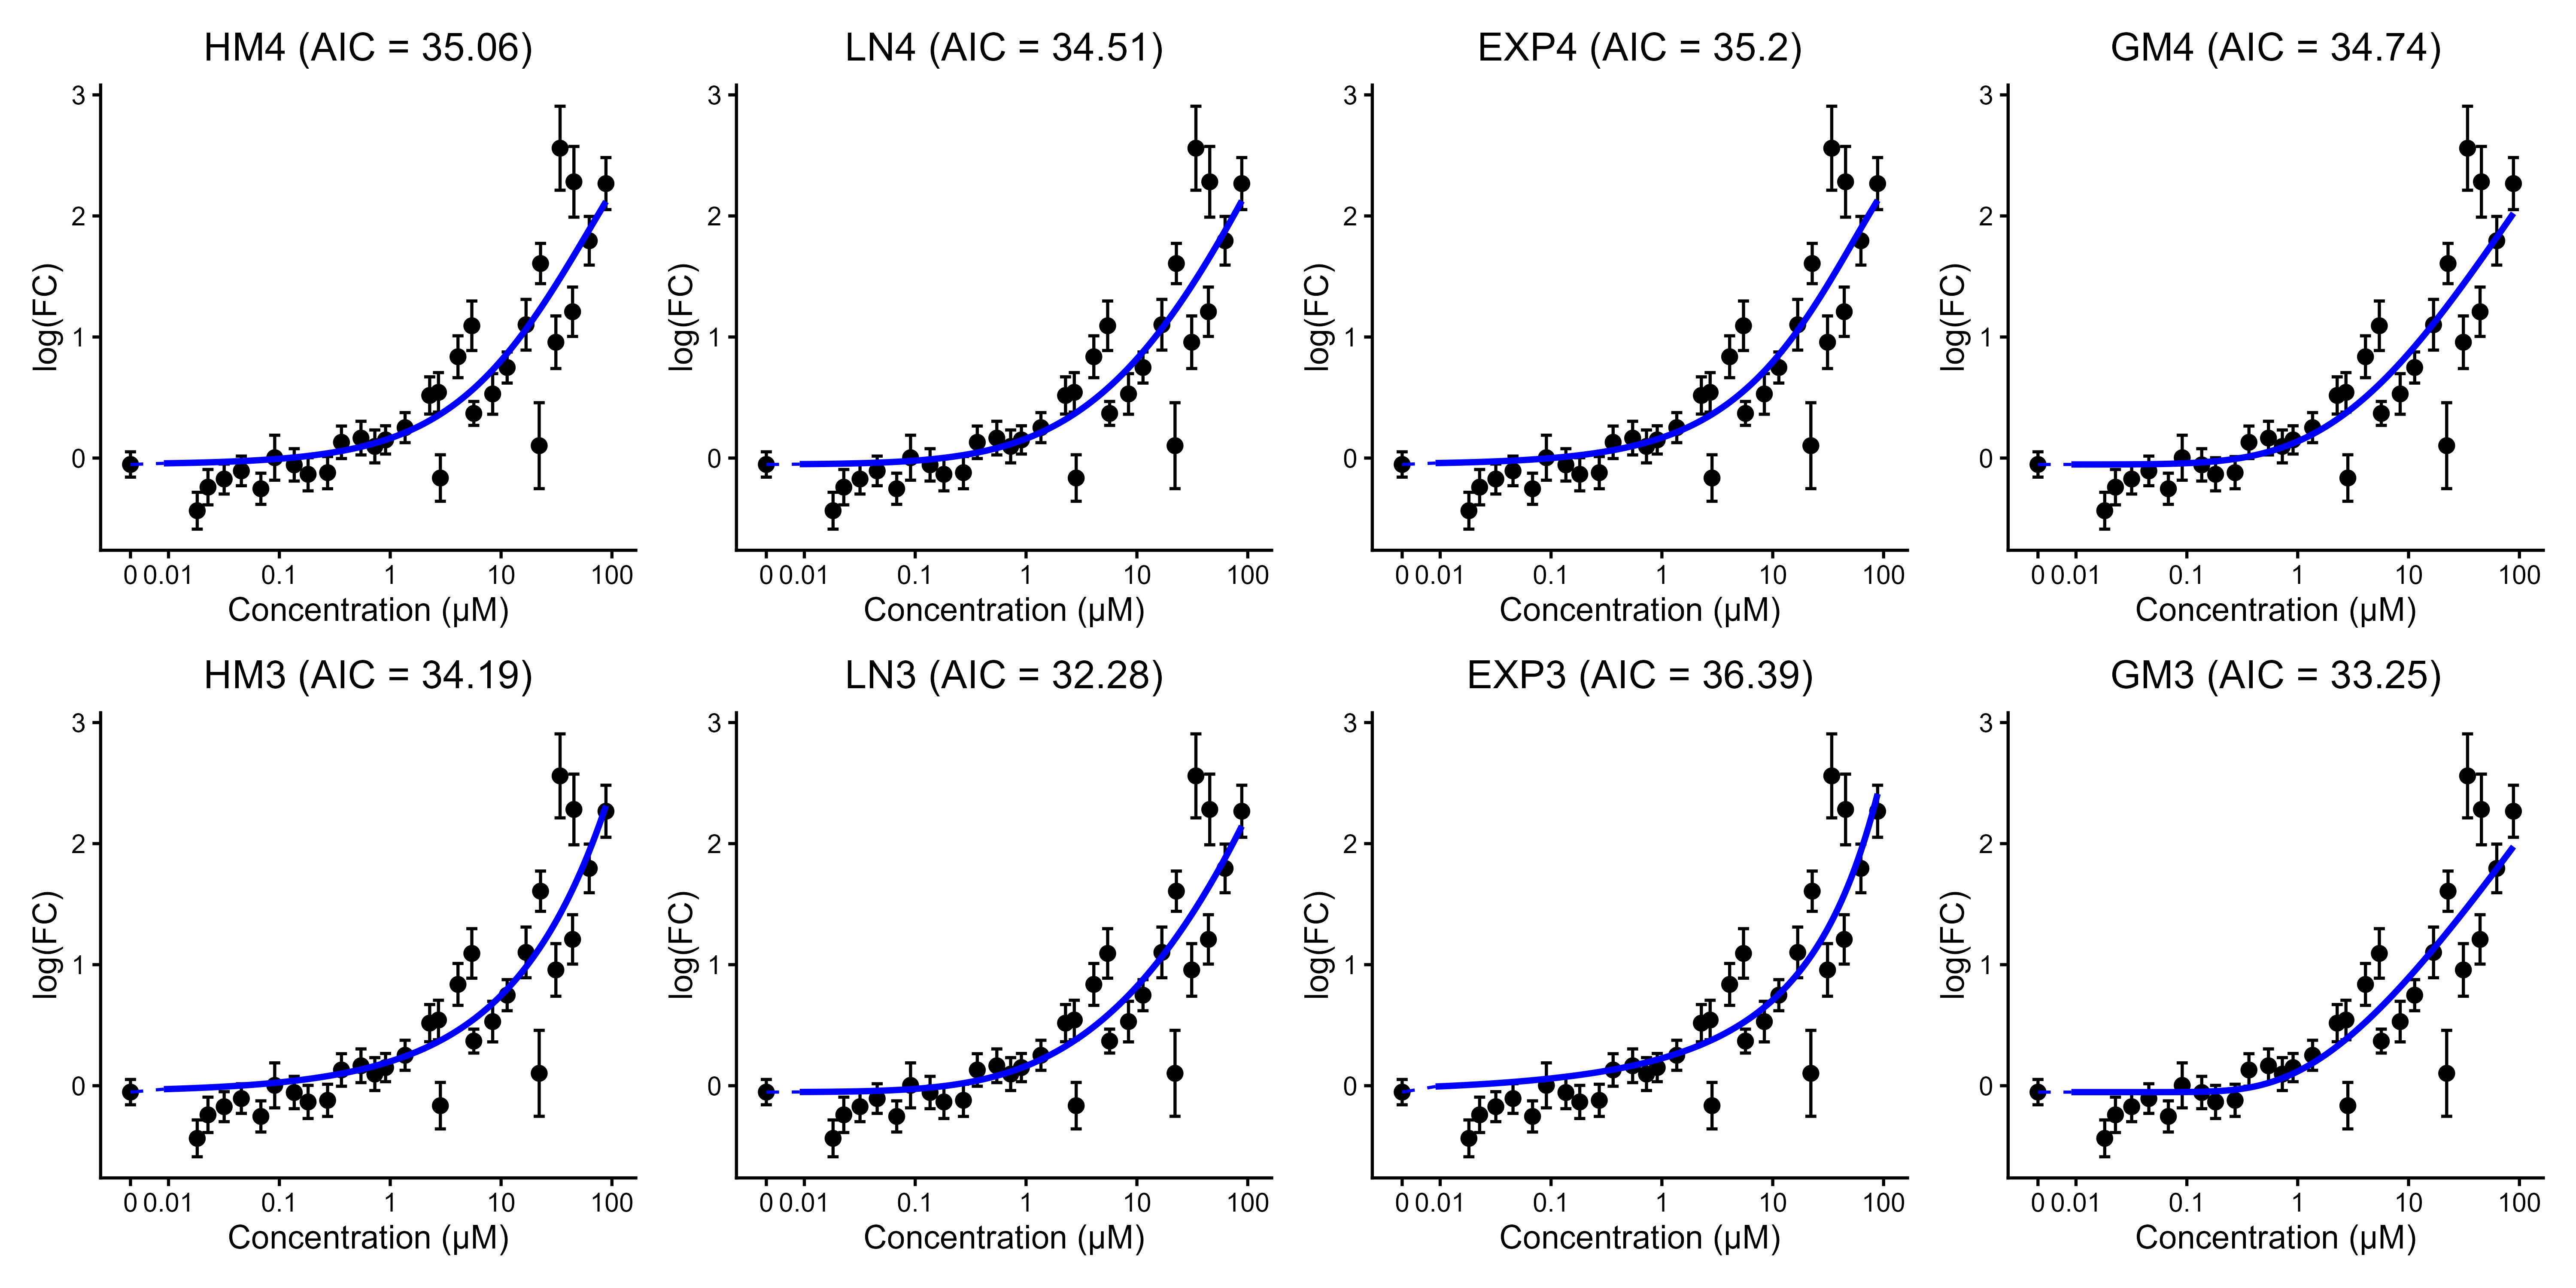 HM4 (AIC = 35.06)
3
2
1
0
log(FC)
0 0.01 0.1 1 10 100
Concentration (µM)
LN4 (AIC = 34.51)
3
2
1
0
log(FC)
0 0.01 0.1 1 10 100
Concentration (µM)
EXP4 (AIC = 35.2)
3
2
1
0
log(FC)
0 0.01 0.1 1 10 100
Concentration (µM)
GM4 (AIC = 34.74)
3
2
1
0
log(FC)
0 0.01 0.1 1 10 100
Concentration (µM)
HM3 (AIC = 34.19)
3
2
1
0
log(FC)
0 0.01 0.1 1 10 100
Concentration (µM)
LN3 (AIC = 32.28)
3
2
1
0
log(FC)
0 0.01 0.1 1 10 100
Concentration (µM)
EXP3 (AIC = 36.39)
3
2
1
0
log(FC)
0 0.01 0.1 1 10 100
Concentration (µM)
GM3 (AIC = 33.25)
3
2
1
0
log(FC)
0 0.01 0.1 1 10 100
Concentration (µM)